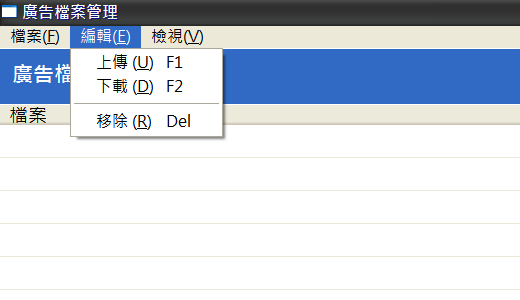 廣告檔案管理
檔案(F) 編輯(E) 檢視(V)
上傳 (U) F1
廣告檔
下載 (D) F2
檔案
移除 (R) Del